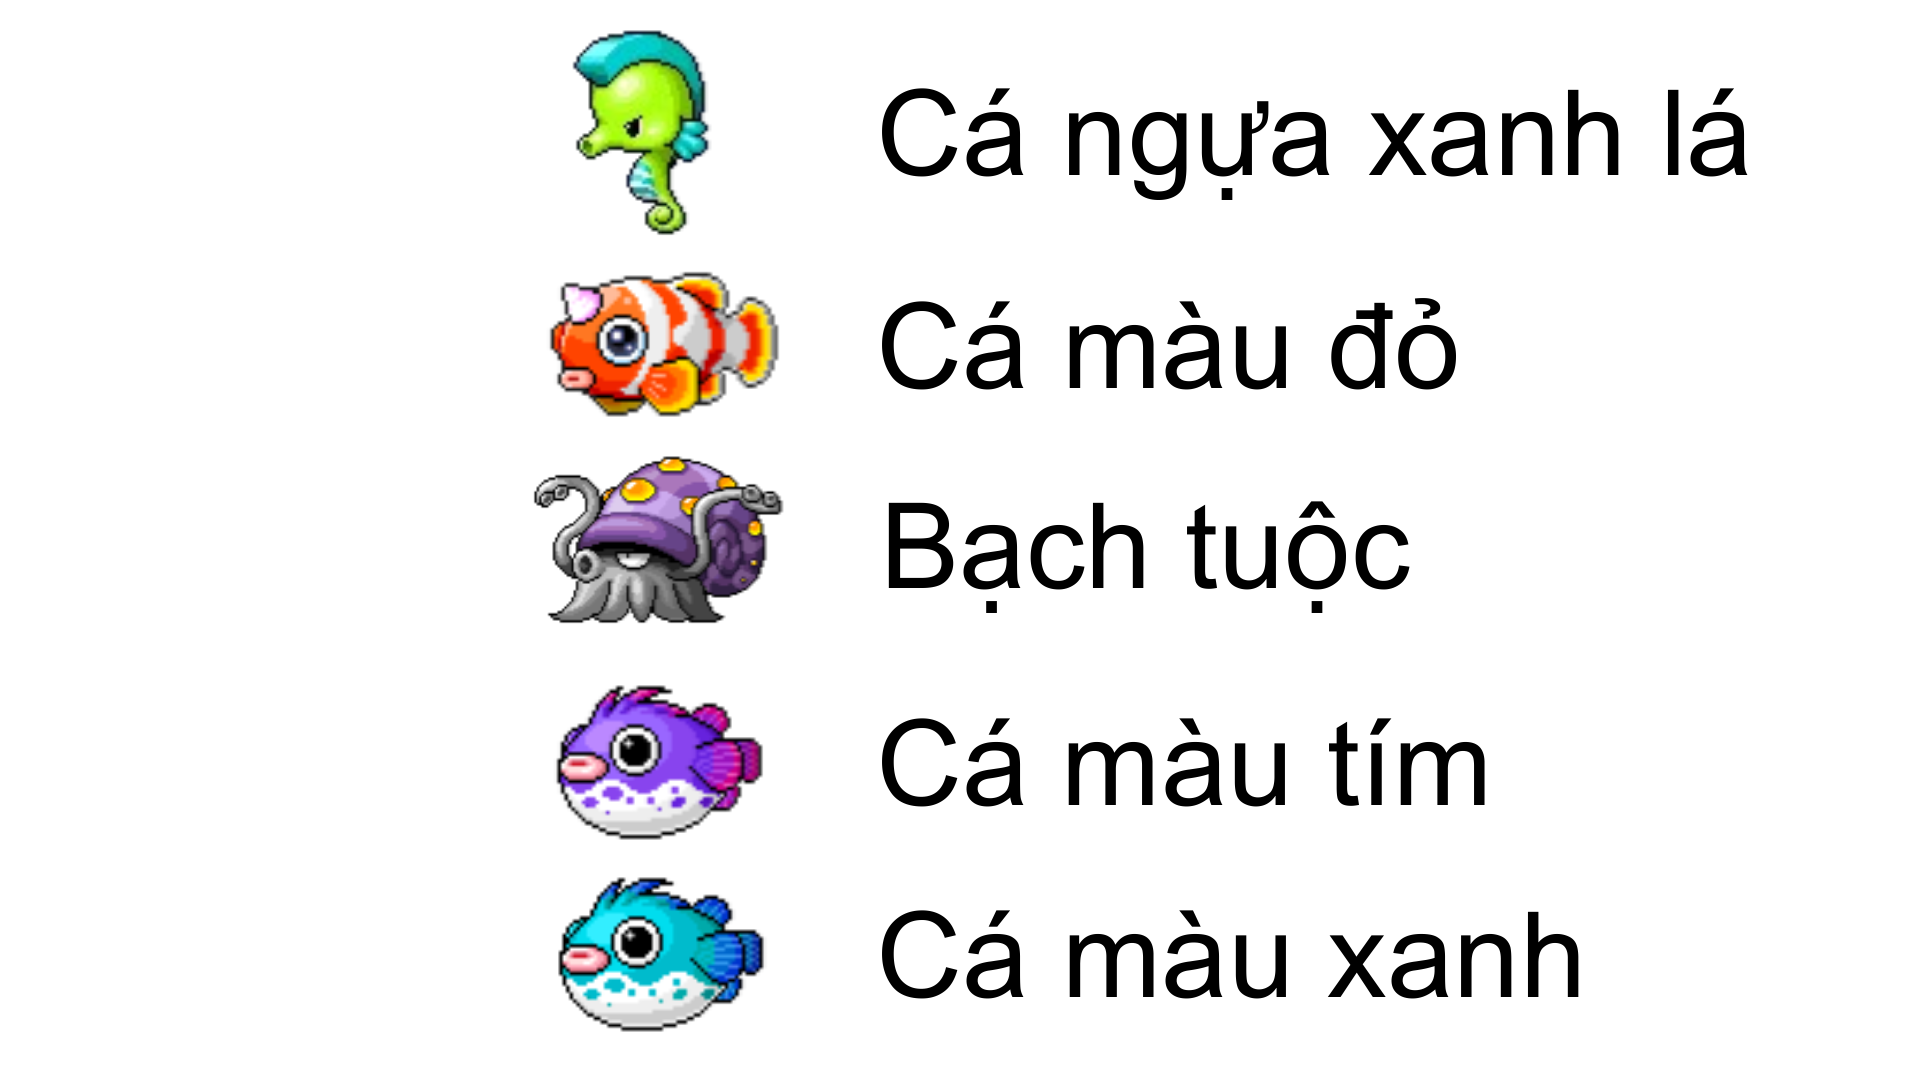 Cá ngựa xanh lá
Cá màu đỏ
Bạch tuộc
Cá màu tím
Cá màu xanh